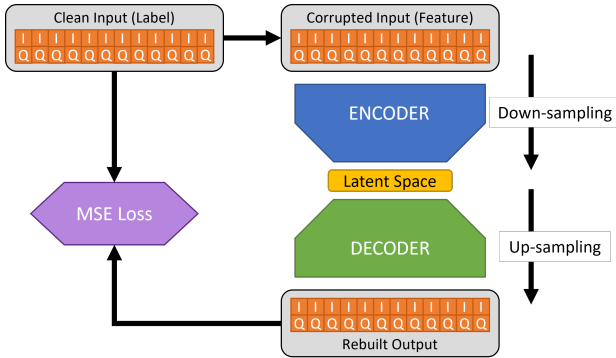 Clean Input (Label)
I I I I I I I I I I I I
Q Q Q Q Q Q Q Q Q Q Q Q
Corrupted Input (Feature)
I I I I I I I I I I I I
Q Q Q Q Q Q Q Q Q Q Q Q
ENCODER
Down-sampling
Latent Space
MSE Loss
DECODER
Up-sampling
I I I I I I I I I I I I
Q Q Q Q Q Q Q Q Q Q Q Q
Rebuilt Output